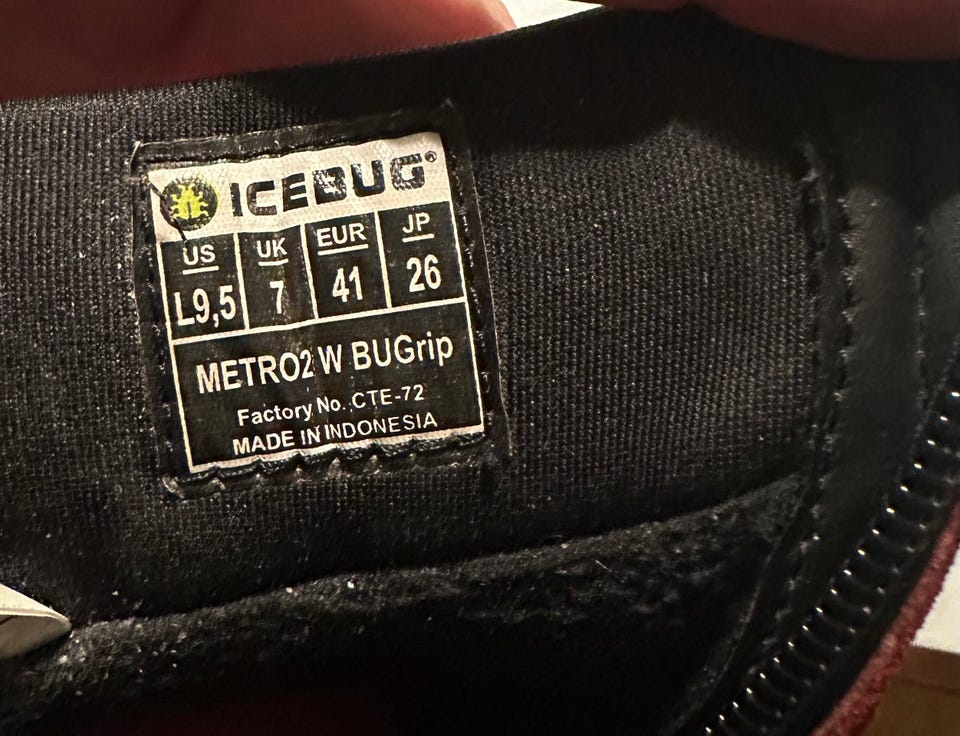 ICEBUG®
US UK EUR JP
L9,5 7 41 26
METRO2 W BUGrip
Factory No. CTE-72
MADE IN INDONESIA